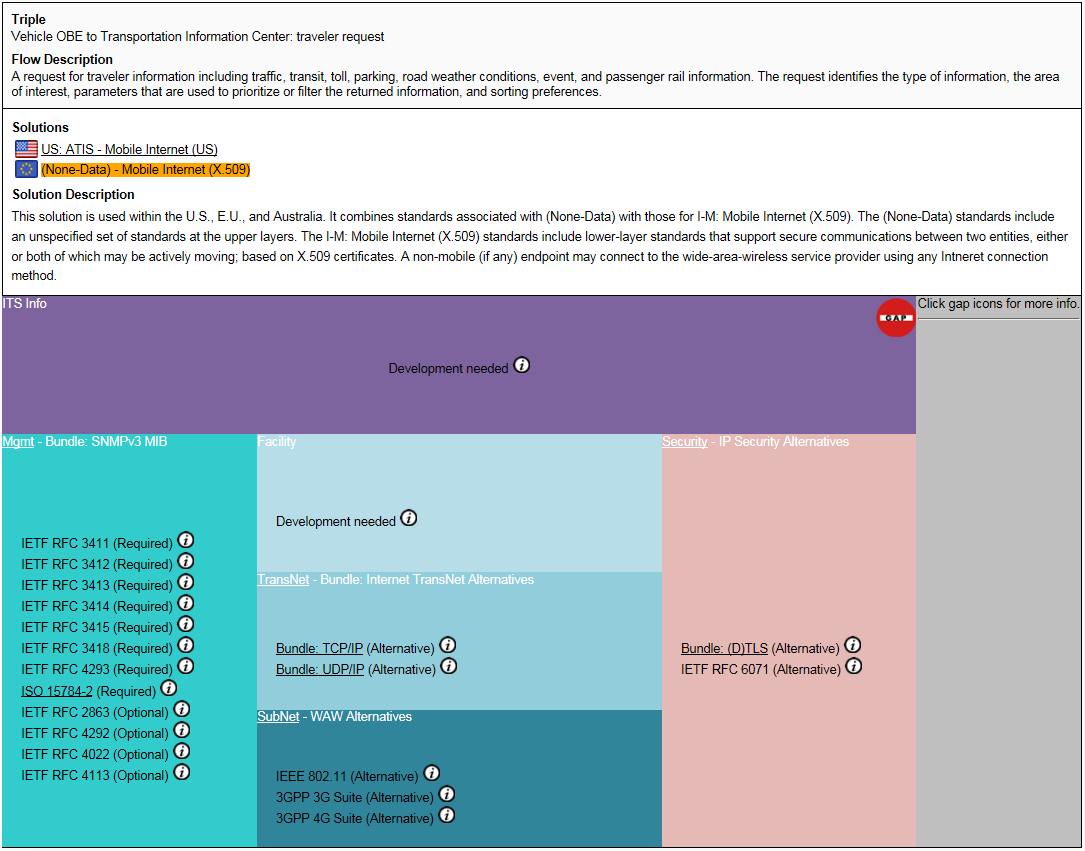 Triple
Vehicle OBE to Transportation Information Center: traveler request
Flow Description
A request for traveler information including traffic, transit, toll, parking, road weather conditions, event, and passenger rail information. The request identifies the type of information, the area
of interest, parameters that are used to prioritize or filter the returned information, and sorting preferences.
Solutions
US: ATIS - Mobile Internet (US)
(None-Data) - Mobile Internet (X.509)
Solution Description
This solution is used within the U.S., E.U., and Australia. It combines standards associated with (None-Data) with those for I-M: Mobile Internet (X.509). The (None-Data) standards include
an unspecified set of standards at the upper layers. The I-M: Mobile Internet (X.509) standards include lower-layer standards that support secure communications between two entities, either
or both of which may be actively moving; based on X.509 certificates. A non-mobile (if any) endpoint may connect to the wide-area-wireless service provider using any Intneret connection
method.
ITS Info
GAP
Click gap icons for more info.
Development needed i
Mgmt - Bundle: SNMPv3 MIB
IETF RFC 3411 (Required) i
IETF RFC 3412 (Required) i
IETF RFC 3413 (Required) i
IETF RFC 3414 (Required) i
IETF RFC 3415 (Required) i
IETF RFC 3418 (Required) i
IETF RFC 4293 (Required) i
ISO 15784-2 (Required) i
IETF RFC 2863 (Optional) i
IETF RFC 4292 (Optional) i
IETF RFC 4022 (Optional) i
IETF RFC 4113 (Optional) i
Facility
Development needed i
TransNet - Bundle: Internet TransNet Alternatives
Bundle: TCP/IP (Alternative) i
Bundle: UDP/IP (Alternative) i
SubNet - WAW Alternatives
IEEE 802.11 (Alternative) i
3GPP 3G Suite (Alternative) i
3GPP 4G Suite (Alternative) i
Security - IP Security Alternatives
Bundle: (D)TLS (Alternative) i
IETF RFC 6071 (Alternative) i